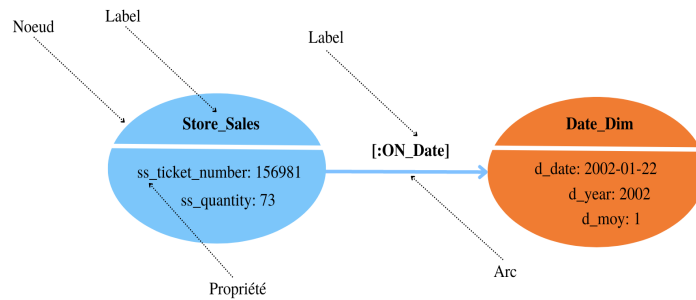 Label
Noeud
Label
Store_Sales
Date_Dim
[:ON_Date]
ss_ticket_number: 156981
d_date: 2002-01-22
ss_quantity: 73
d_year: 2002
d_moy: 1
Arc
Propriété